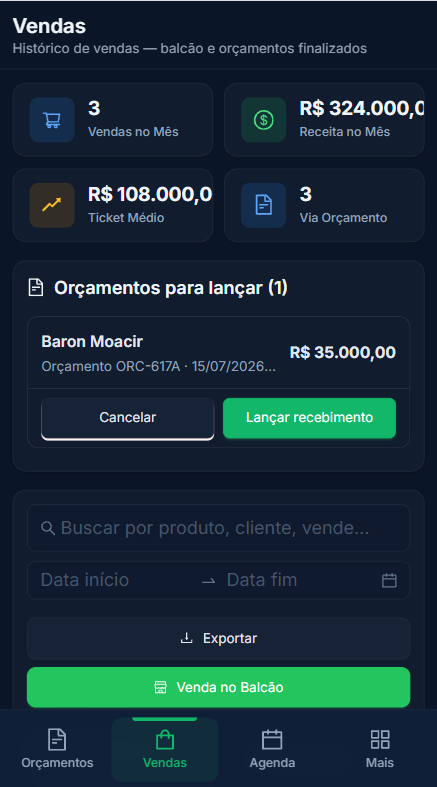 Vendas
Histórico de vendas — balcão e orçamentos finalizados
3
Vendas no Mês
R$ 324.000,0
Receita no Mês
R$ 108.000,0
Ticket Médio
3
Via Orçamento
Orçamentos para lançar (1)
Baron Moacir
Orçamento ORC-617A · 15/07/2026...
R$ 35.000,00
Cancelar
Lançar recebimento
Buscar por produto, cliente, vende...
Data início → Data fim
Exportar
Venda no Balcão
Orçamentos
Vendas
Agenda
Mais